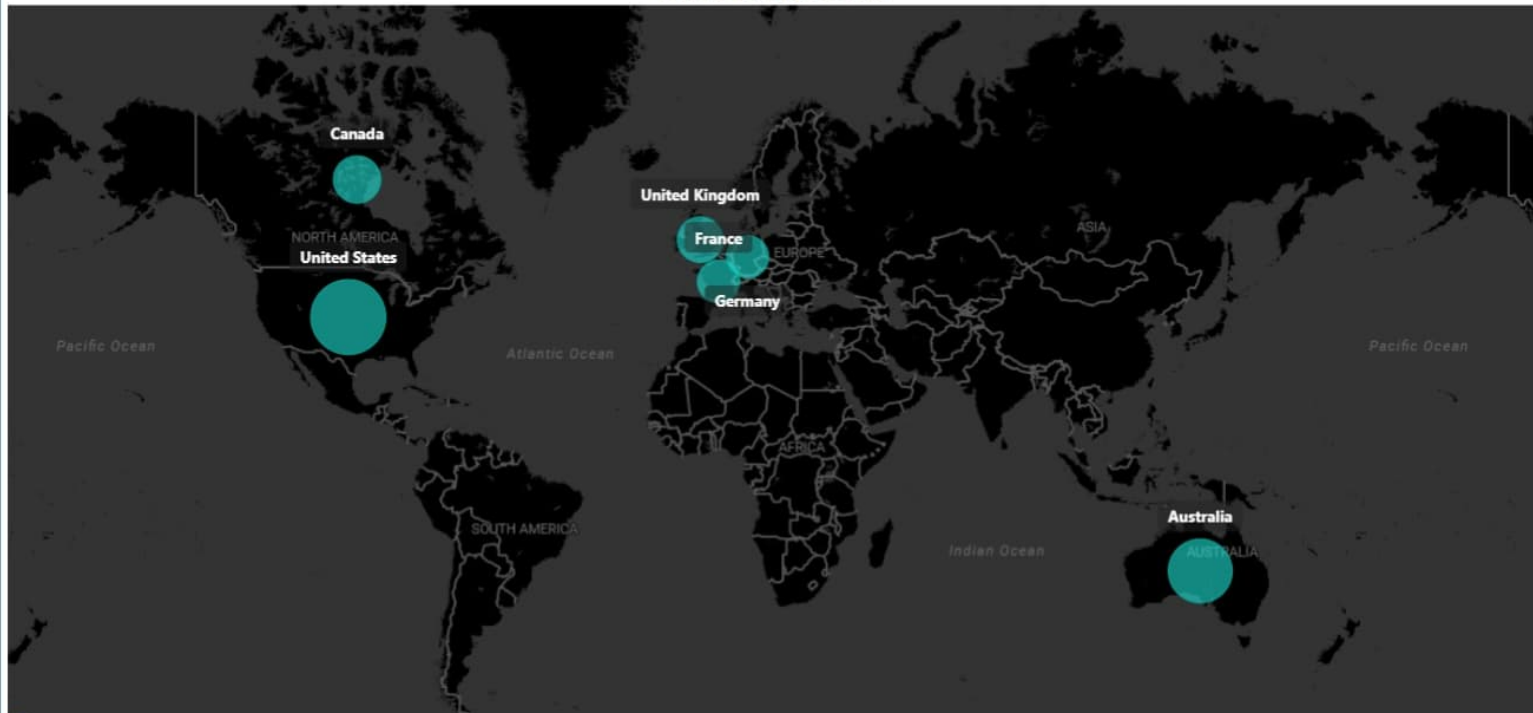 Canada
United Kingdom
ASIA
NORTH AMERICA
France
EUROPE
United States
Germany
Pacific Ocean
Atlantic Ocean
Pacific Ocean
AFRICA
Australia
SOUTH AMERICA
Indian Ocean
AUSTRALIA